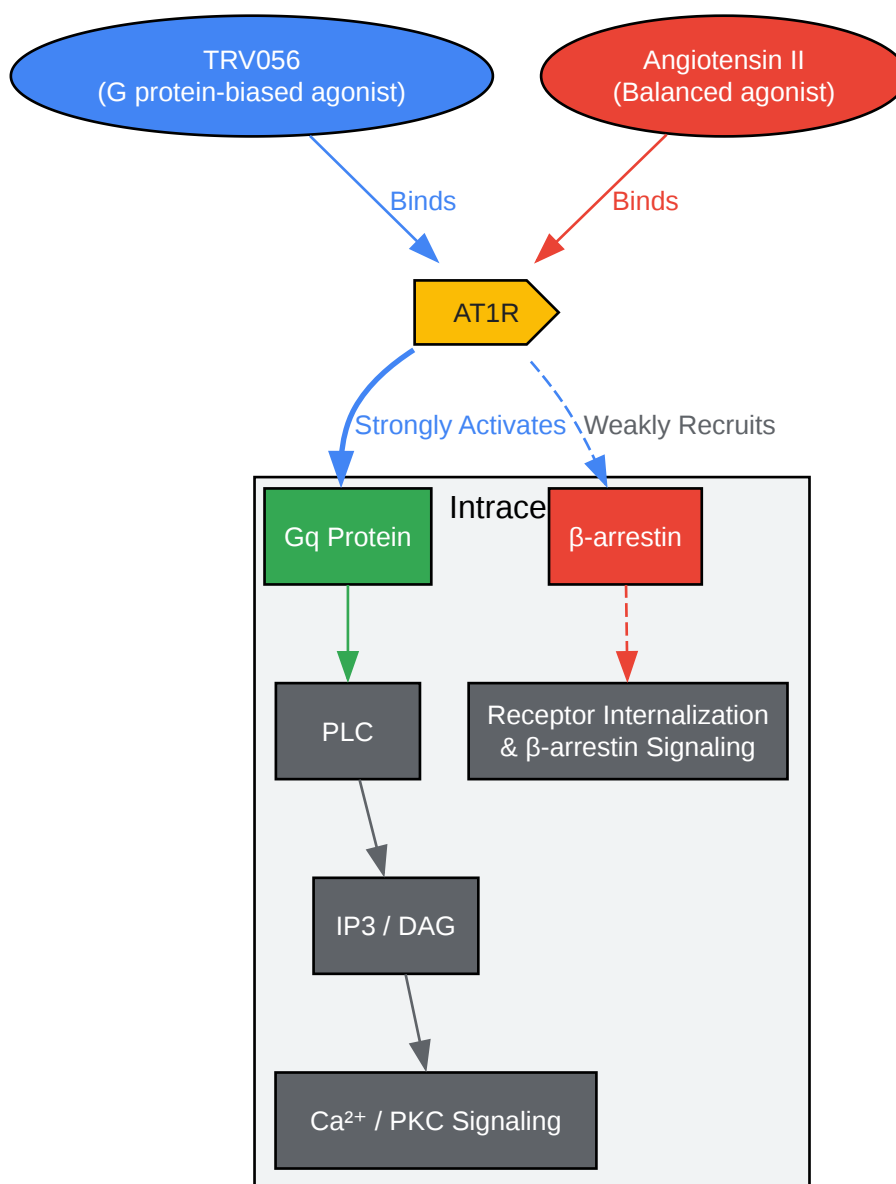 TRV056
(G protein-biased agonist)
Angiotensin II
(Balanced agonist)
Binds
Binds
AT1R
Strongly Activates
Weakly Recruits
Intrace
Gq Protein
β-arrestin
PLC
Receptor Internalization
& β-arrestin Signaling
IP3 / DAG
Ca²⁺ / PKC Signaling